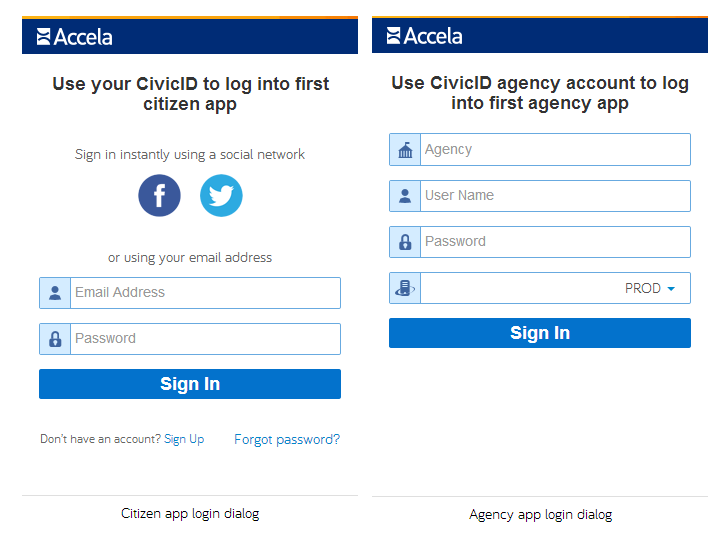 Accela
Use your CivicID to log into first
citizen app
Sign in instantly using a social network
f
or using your email address
Email Address
Password
Sign In
Don't have an account? Sign Up
Forgot password?
Citizen app login dialog
Accela
Use CivicID agency account to log
into first agency app
Agency
User Name
Password
PROD
Sign In
Agency app login dialog